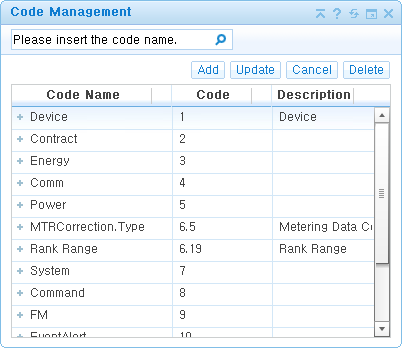 Code Management
Please insert the code name.
Add Update Cancel Delete
Code Name Code Description
Device 1 Device
Contract 2
Energy 3
Comm 4
Power 5
MTRCorrection.Type 6.5 Metering Data Co
Rank Range 6.19 Rank Range
System 7
Command 8
FM 9
EventAlert 10